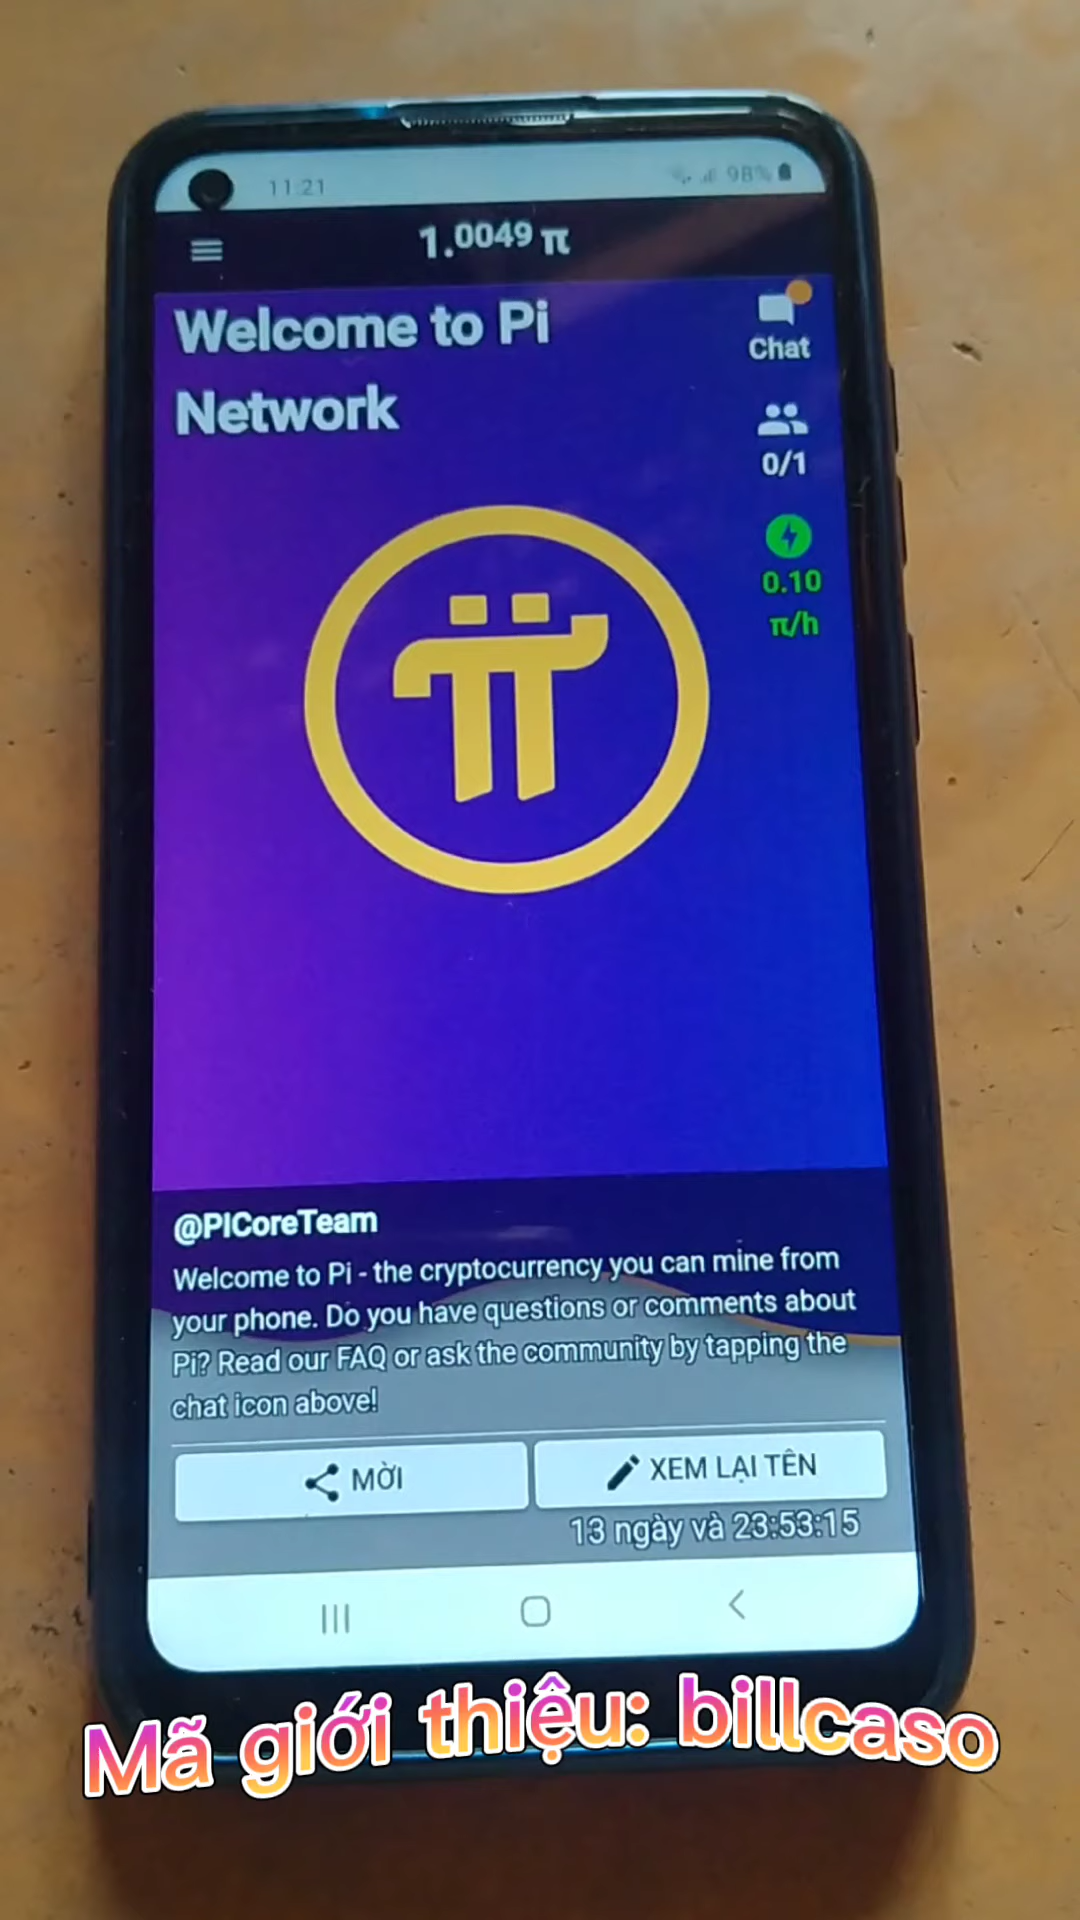 11:21
98%
1.0049 π
Welcome to Pi
Network
Chat
0/1
0.10
π/h
@PICoreTeam
Welcome to Pi - the cryptocurrency you can mine from
your phone. Do you have questions or comments about
Pi? Read our FAQ or ask the community by tapping the
chat icon above!
MỜI
XEM LẠI TÊN
13 ngày và 23:53:15
Mã giới thiệu: billcaso